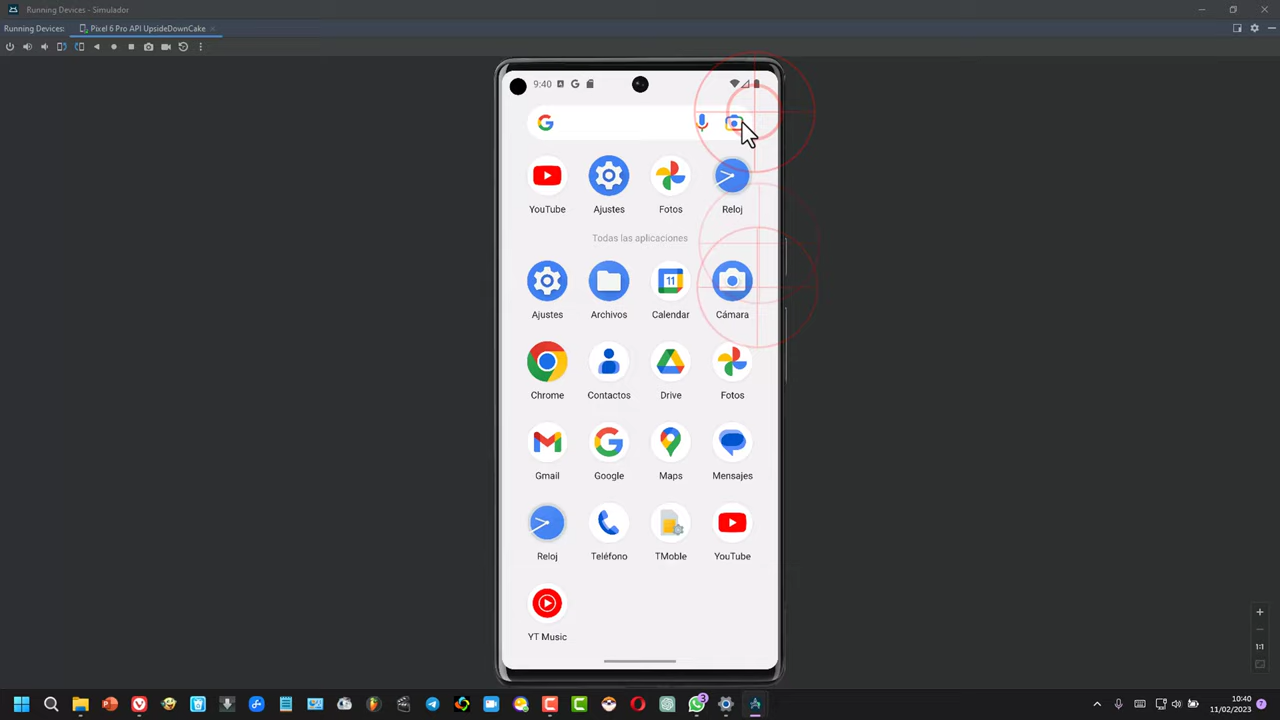 Running Devices - Simulador
Running Devices:
Pixel 6 Pro API UpsideDownCake
9:40
YouTube
Ajustes
Fotos
Reloj
Todas las aplicaciones
11
Ajustes
Archivos
Calendar
Cámara
Chrome
Contactos
Drive
Fotos
Gmail
Google
Maps
Mensajes
Reloj
Teléfono
TMoble
YouTube
YT Music
1:1
3
10:40
11/02/2023